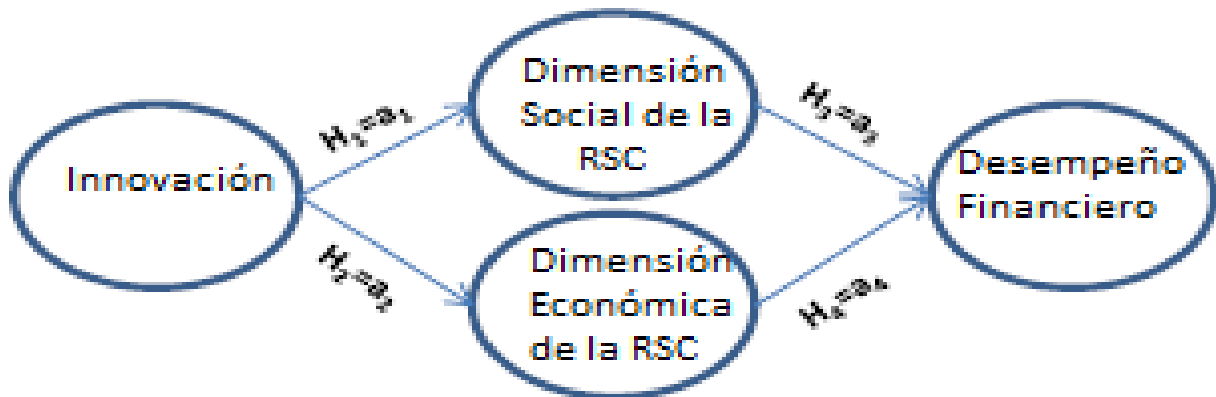 Innovación
H₁=a₁
H₂=a₂
Dimensión
Social de la
RSC
Dimensión
Económica
de la RSC
H₃=a₃
H₄=a₄
Desempeño
Financiero